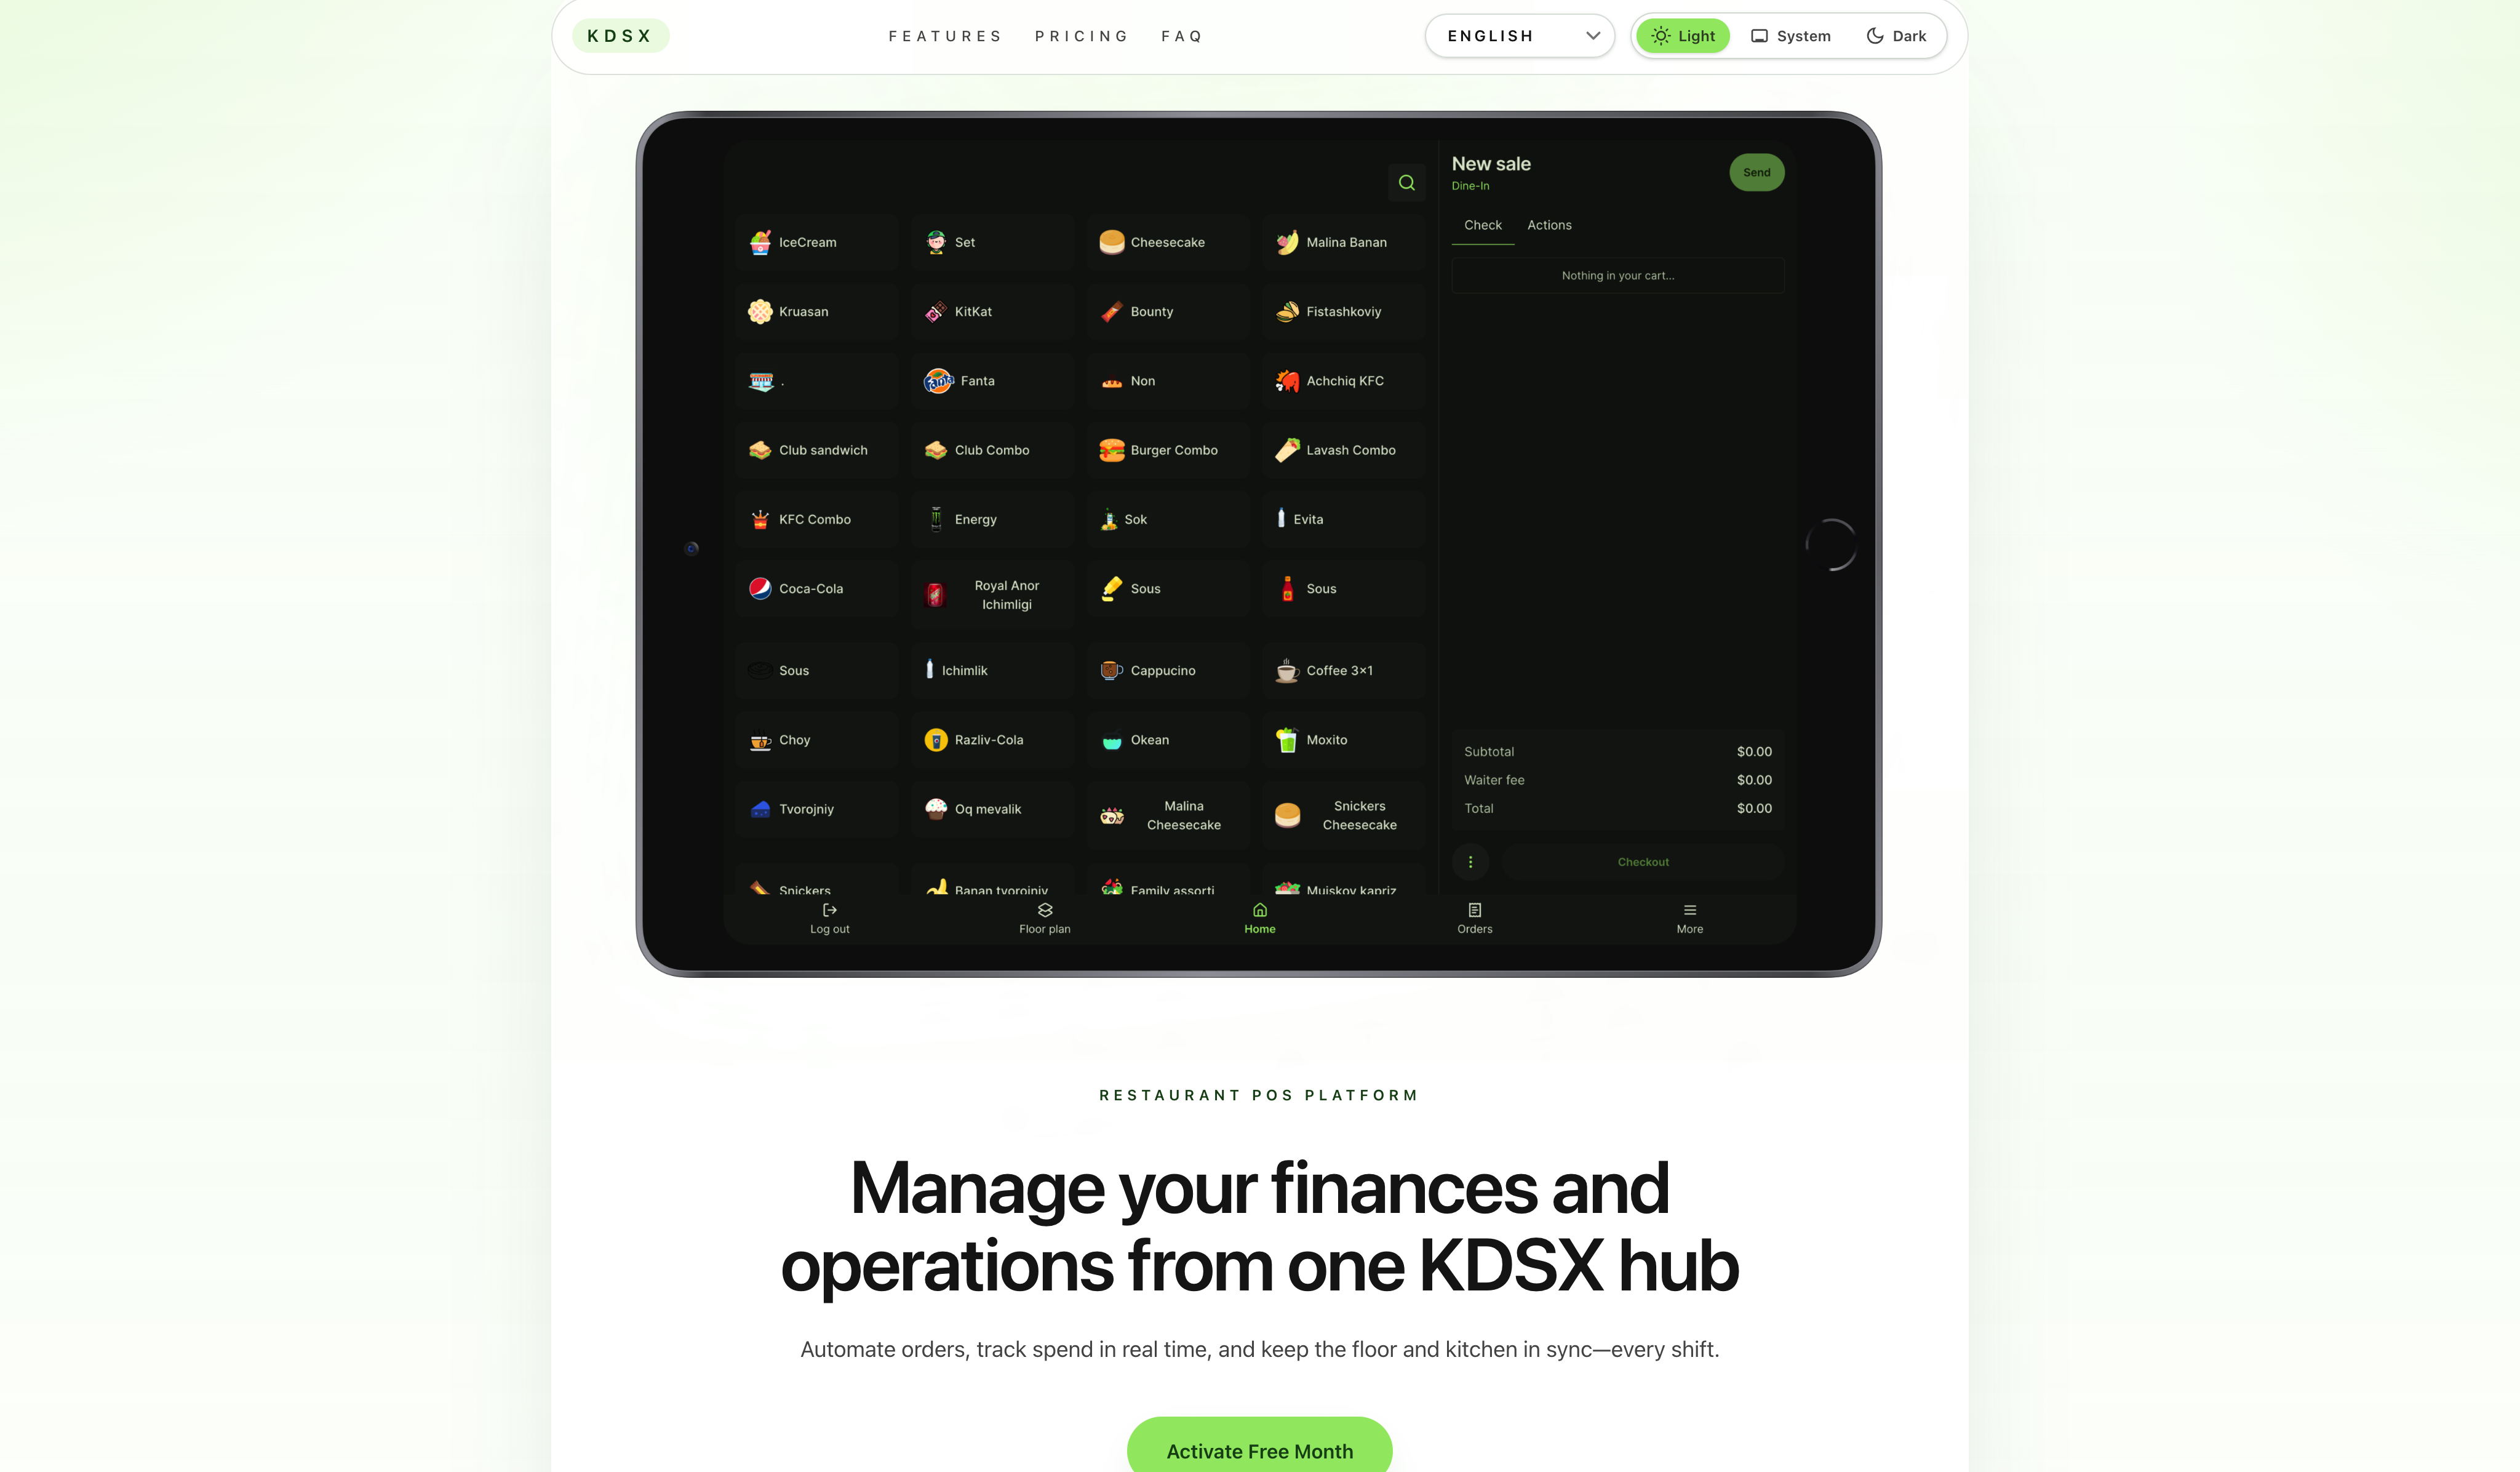 KDSX
FEATURES PRICING FAQ
ENGLISH
Light
System
Dark
New sale
Dine-In
Send
Check Actions
Nothing in your cart...
IceCream
Set
Cheesecake
Malina Banan
Kruasan
KitKat
Bounty
Fistashkoviy
.
Fanta
Non
Achchiq KFC
Club sandwich
Club Combo
Burger Combo
Lavash Combo
KFC Combo
Energy
Sok
Evita
Coca-Cola
Royal Anor
Ichimligi
Sous
Sous
Sous
Ichimlik
Cappucino
Coffee 3x1
Choy
Razliv-Cola
Okean
Moxito
Tvorojniy
Oq mevalik
Malina
Cheesecake
Snickers
Cheesecake
Snickers
Banan tvorojniy
Family assorti
Mujskoy kapriz
Subtotal $0.00
Waiter fee $0.00
Total $0.00
Checkout
Log out
Floor plan
Home
Orders
More
RESTAURANT POS PLATFORM
Manage your finances and
operations from one KDSX hub
Automate orders, track spend in real time, and keep the floor and kitchen in sync—every shift.
Activate Free Month